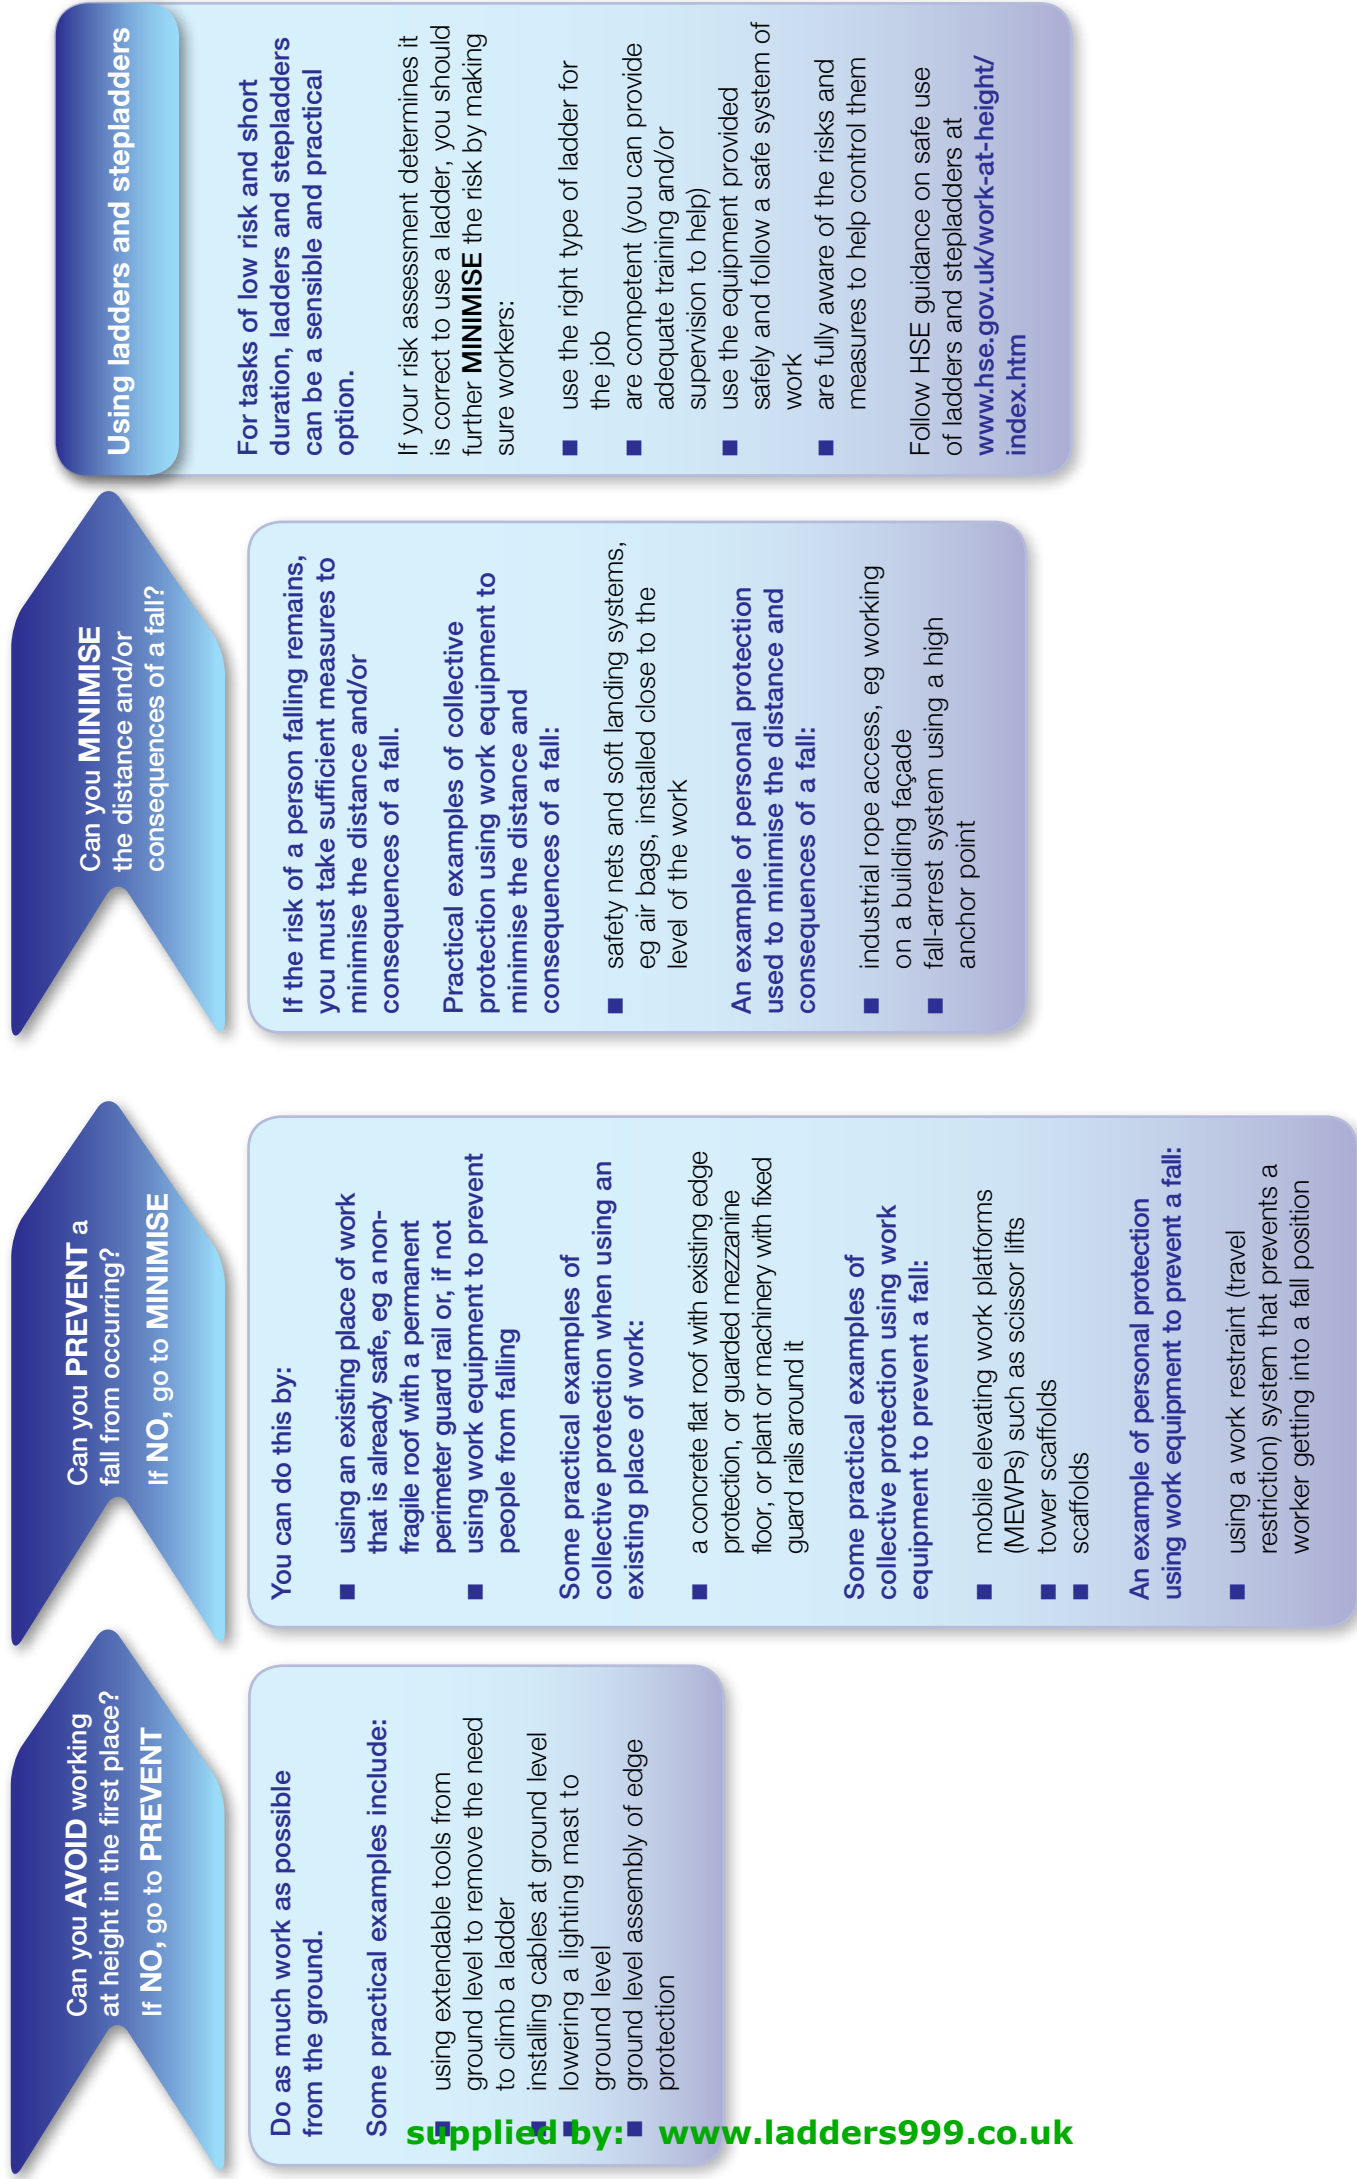 Can you AVOID working
at height in the first place?
If NO, go to PREVENT
Do as much work as possible
from the ground.
Some practical examples include:
■ using extendable tools from
ground level to remove the need
to climb a ladder
■ installing cables at ground level
■ lowering a lighting mast to
ground level
■ ground level assembly of edge
protection
Can you PREVENT a
fall from occurring?
If NO, go to MINIMISE
You can do this by:
■ using an existing place of work
that is already safe, eg a non-
fragile roof with a permanent
perimeter guard rail or, if not
■ using work equipment to prevent
people from falling
Some practical examples of
collective protection when using an
existing place of work:
■ a concrete flat roof with existing edge
protection, or guarded mezzanine
floor, or plant or machinery with fixed
guard rails around it
Some practical examples of
collective protection using work
equipment to prevent a fall:
■ mobile elevating work platforms
(MEWPs) such as scissor lifts
■ tower scaffolds
■ scaffolds
An example of personal protection
using work equipment to prevent a fall:
■ using a work restraint (travel
restriction) system that prevents a
worker getting into a fall position
Can you MINIMISE
the distance and/or
consequences of a fall?
If the risk of a person falling remains,
you must take sufficient measures to
minimise the distance and/or
consequences of a fall.
Practical examples of collective
protection using work equipment to
minimise the distance and
consequences of a fall:
■ safety nets and soft landing systems,
eg air bags, installed close to the
level of the work
An example of personal protection
used to minimise the distance and
consequences of a fall:
■ industrial rope access, eg working
on a building façade
■ fall-arrest system using a high
anchor point
Using ladders and stepladders
For tasks of low risk and short
duration, ladders and stepladders
can be a sensible and practical
option.
If your risk assessment determines it
is correct to use a ladder, you should
further MINIMISE the risk by making
sure workers:
■ use the right type of ladder for
the job
■ are competent (you can provide
adequate training and/or
supervision to help)
■ use the equipment provided
safely and follow a safe system of
work
■ are fully aware of the risks and
measures to help control them
Follow HSE guidance on safe use
of ladders and stepladders at
www.hse.gov.uk/work-at-height/
index.htm
supplied by: www.ladders999.co.uk